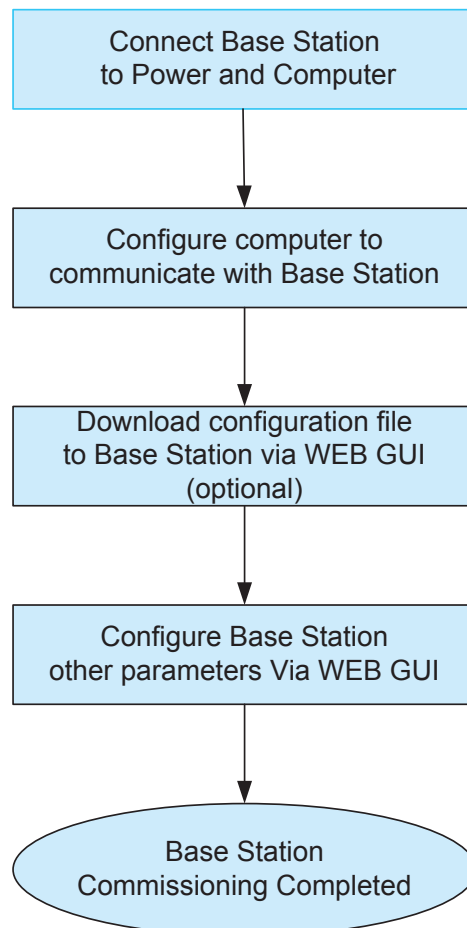 Connect Base Station
to Power and Computer
Configure computer to
communicate with Base Station
Download configuration file
to Base Station via WEB GUI
(optional)
Configure Base Station
other parameters Via WEB GUI
Base Station
Commissioning Completed